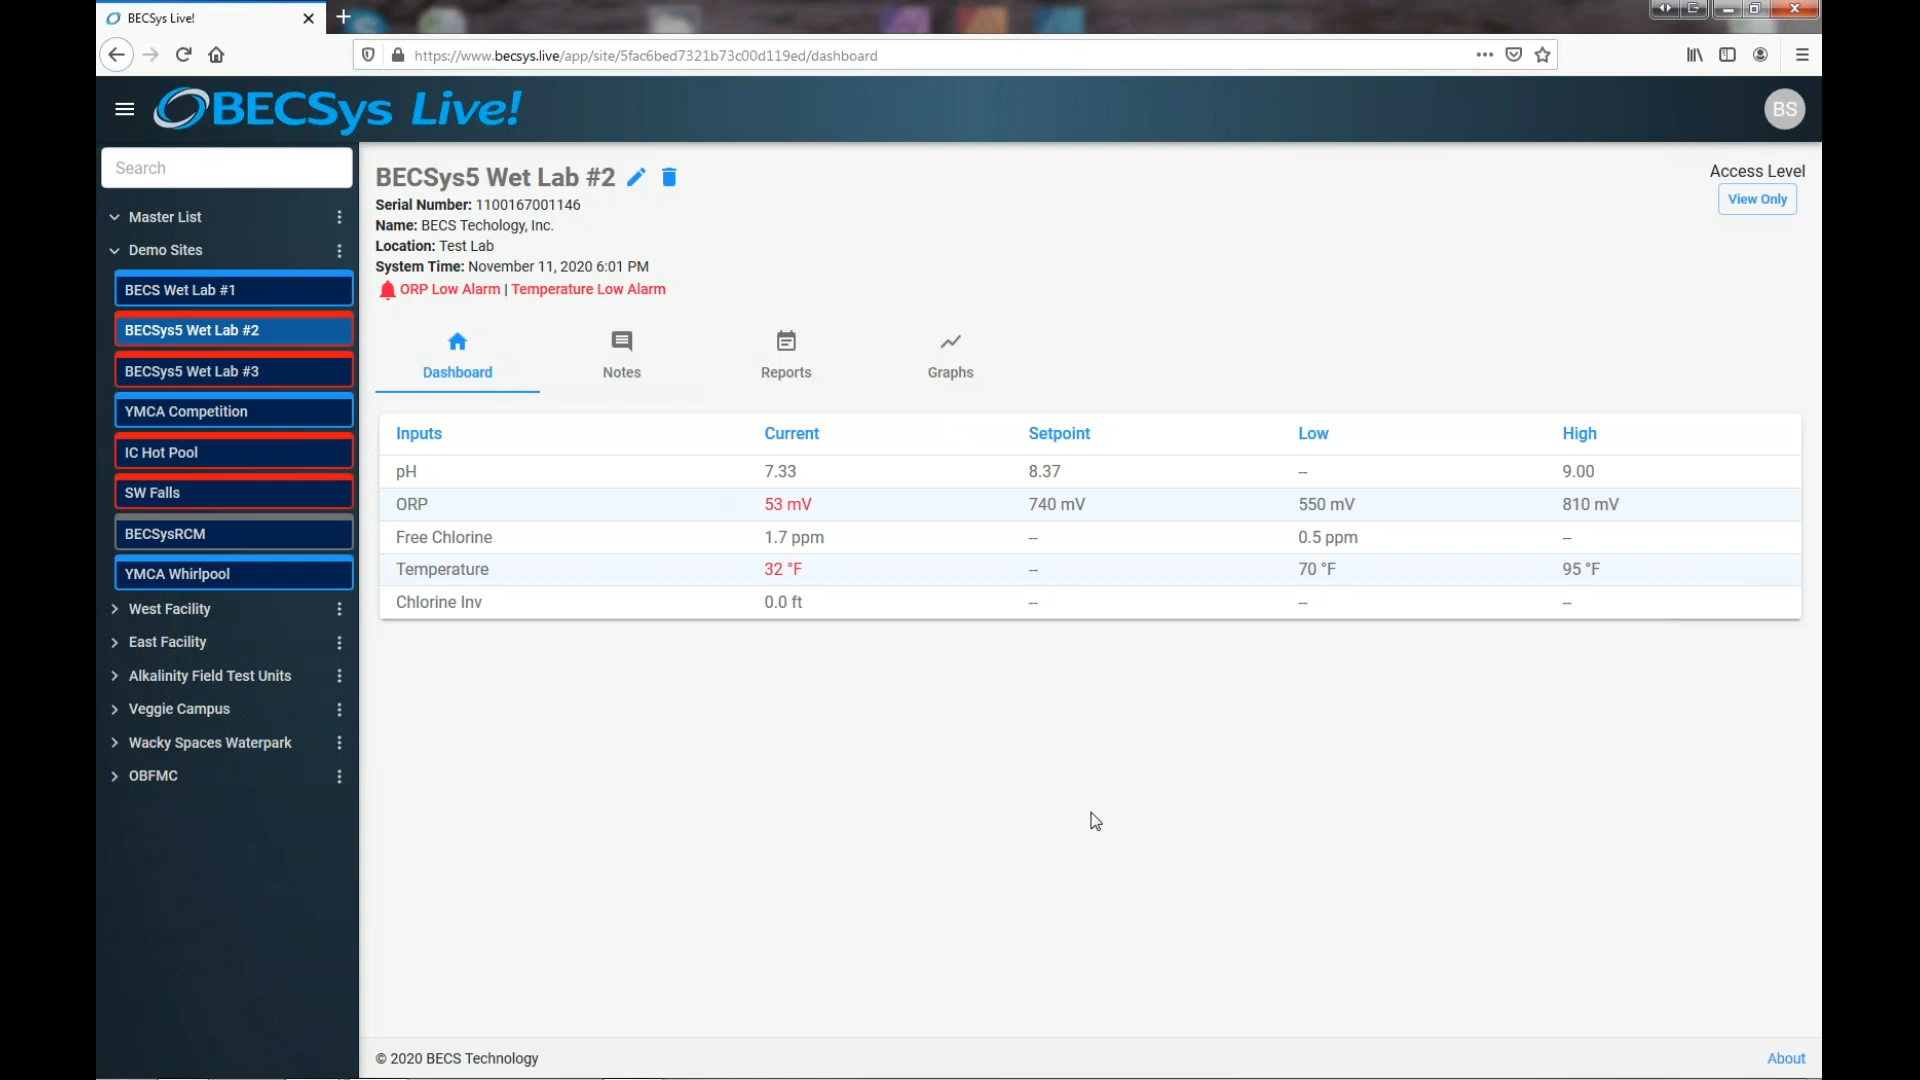 BECSys Live!
https://www.becsys.live/app/site/5fac6bed7321b73c00d119ed/dashboard
BECSys Live!
BS
Search
Master List
Demo Sites
BECS Wet Lab #1
BECSys5 Wet Lab #2
BECSys5 Wet Lab #3
YMCA Competition
IC Hot Pool
SW Falls
BECSysRCM
YMCA Whirlpool
West Facility
East Facility
Alkalinity Field Test Units
Veggie Campus
Wacky Spaces Waterpark
OBFMC
BECSys5 Wet Lab #2
Serial Number: 1100167001146
Name: BECS Techology, Inc.
Location: Test Lab
System Time: November 11, 2020 6:01 PM
ORP Low Alarm | Temperature Low Alarm
Access Level
View Only
Dashboard Notes Reports Graphs
Inputs Current Setpoint Low High
pH 7.33 8.37 -- 9.00
ORP 53 mV 740 mV 550 mV 810 mV
Free Chlorine 1.7 ppm -- 0.5 ppm --
Temperature 32 °F -- 70 °F 95 °F
Chlorine Inv 0.0 ft -- -- --
© 2020 BECS Technology
About